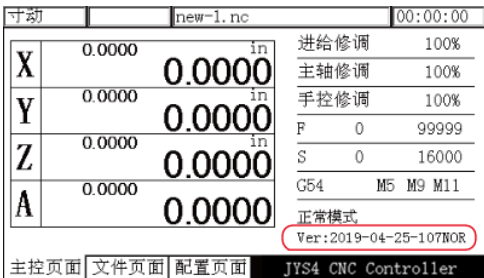 寸动 new-1.nc 00:00:00
X 0.0000 in 0.0000
Y 0.0000 in 0.0000
Z 0.0000 in 0.0000
A 0.0000 0.0000
进给修调 100%
主轴修调 100%
手控修调 100%
F 0 99999
S 0 16000
G54 M5 M9 M11
正常模式
Ver:2019-04-25-107NOR
主控页面 文件页面 配置页面 JYS4 CNC Controller